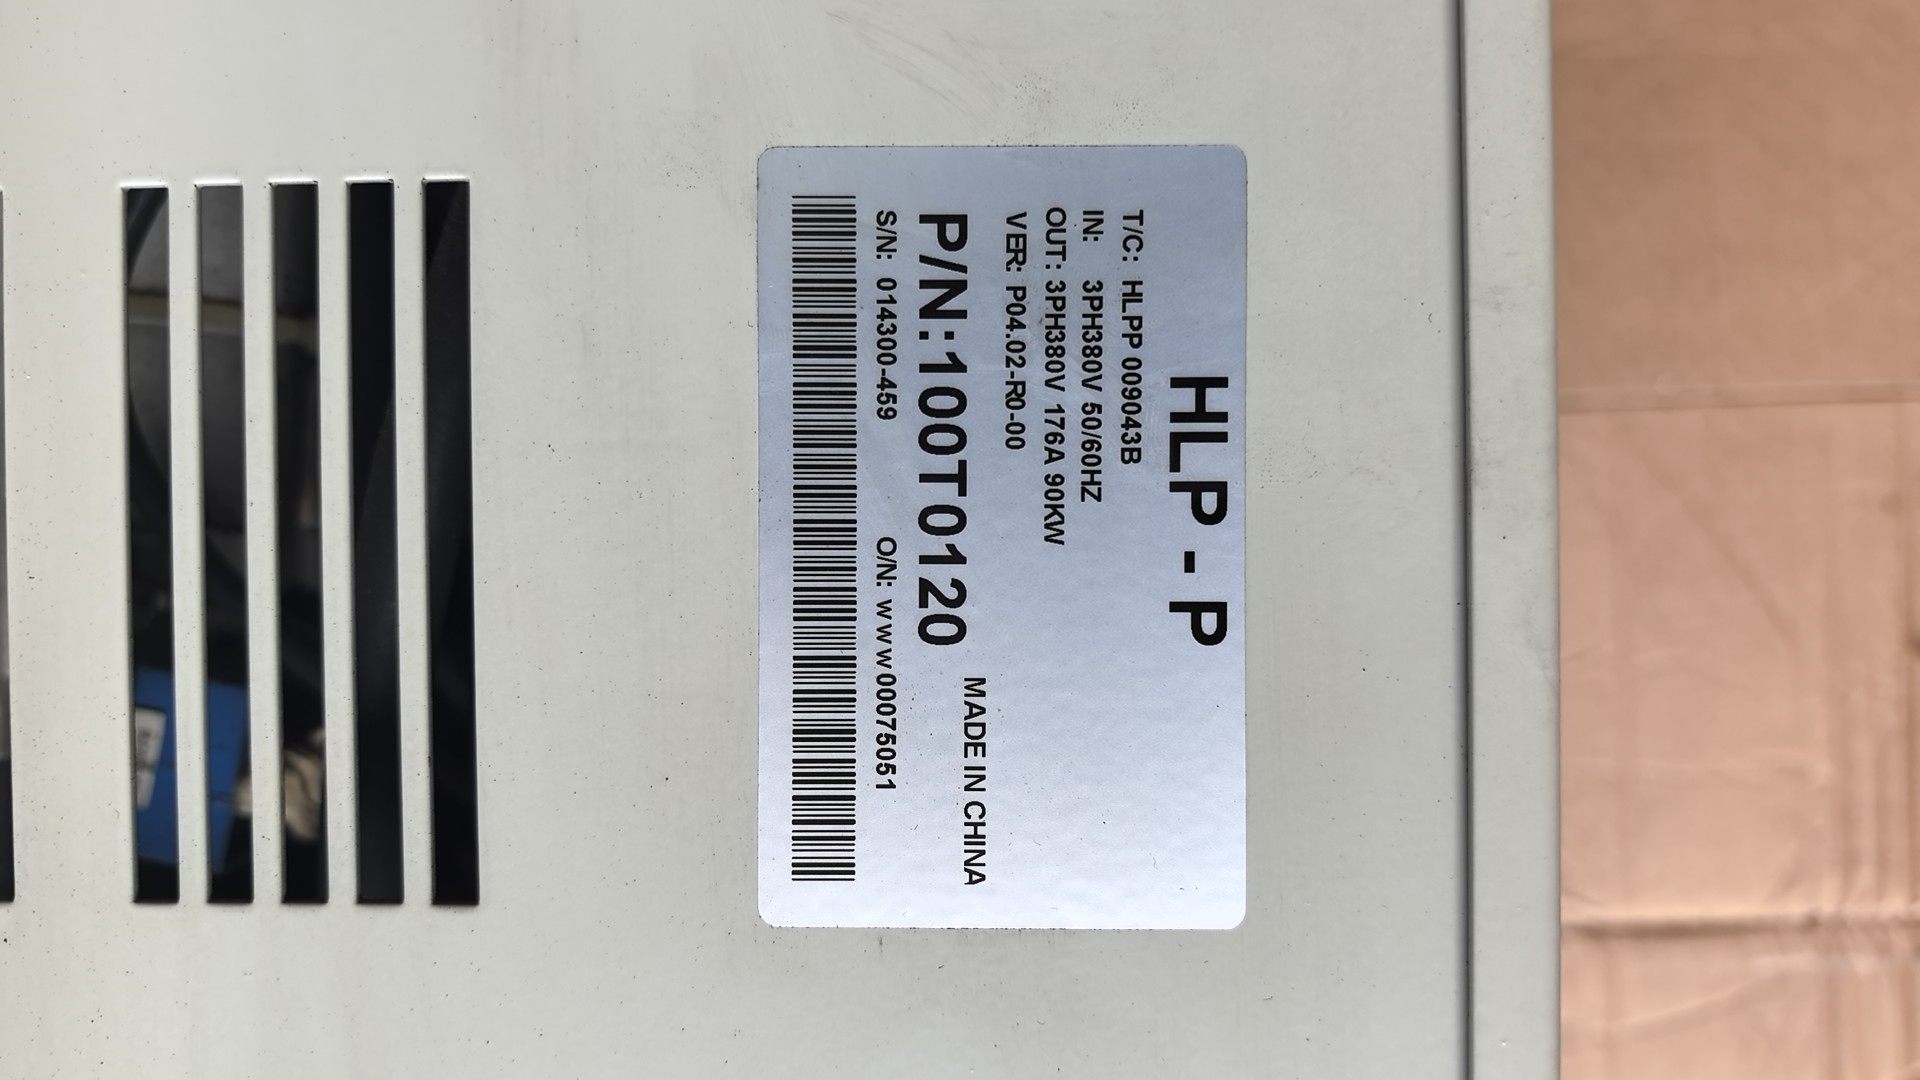 HLP - P
T/C: HLPP 009043B
IN: 3PH380V 50/60HZ
OUT: 3PH380V 176A 90KW
VER: P04.02-R0-00
MADE IN CHINA
P/N:100T0120
S/N: 014300-459 O/N: www00075051